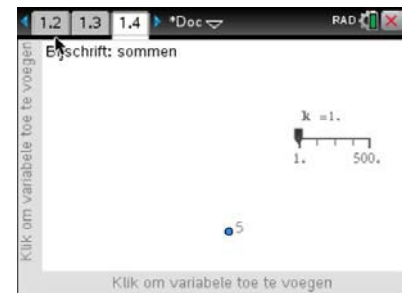 1.2 1.3 1.4 *Doc RAD
Bijschrift: sommen
k =1.
1. 500.
5
Klik om variabele toe te voegen
Klik om variabele toe te voegen